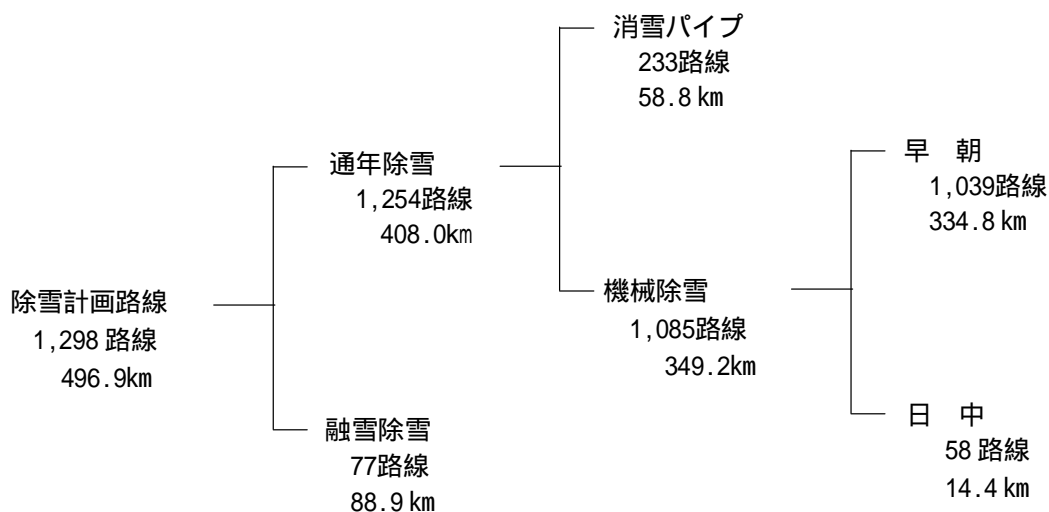 除雪計画路線
1,298 路線
496.9km
通年除雪
1,254路線
408.0km
融雪除雪
77路線
88.9 km
消雪パイプ
233路線
58.8 km
機械除雪
1,085路線
349.2km
早　朝
1,039路線
334.8 km
日　中
58 路線
14.4 km